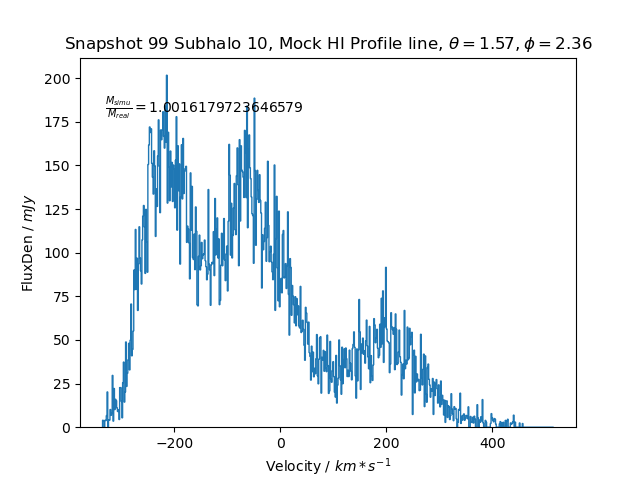 Snapshot 99 Subhalo 10, Mock HI Profile line, θ = 1.57, ϕ = 2.36
M_simu/M_real = 1.0016179723646579
FluxDen / mJy
200
175
150
125
100
75
50
25
0
−200 0 200 400
Velocity / km * s⁻¹